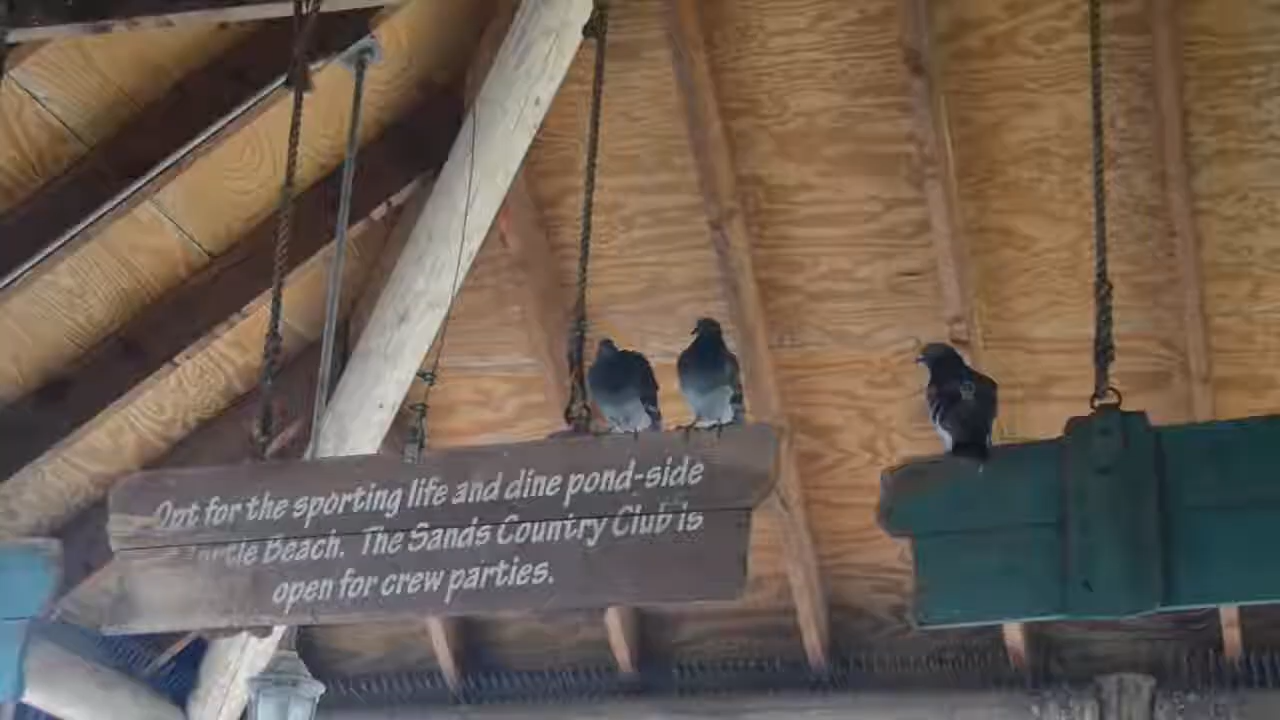 Opt for the sporting life and dine pond-side
Beach. The Sands Country Club is
open for crew parties.